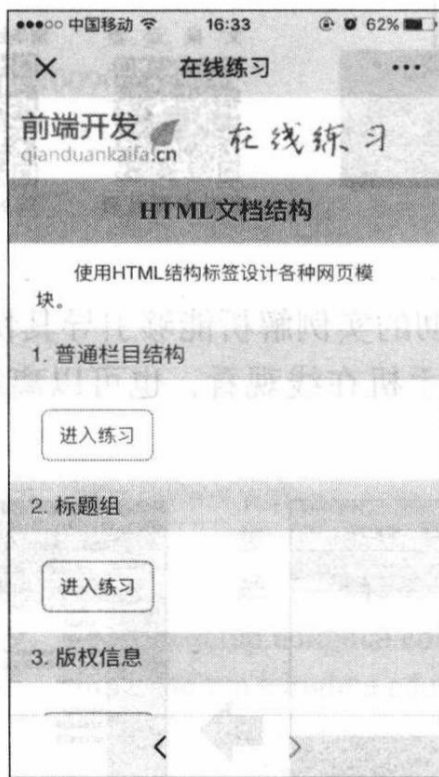 中国移动 16:33 62%
在线练习
前端开发 在线练习
qianduankaifa.cn
HTML文档结构
使用HTML结构标签设计各种网页模
块。
1. 普通栏目结构
进入练习
2. 标题组
进入练习
3. 版权信息